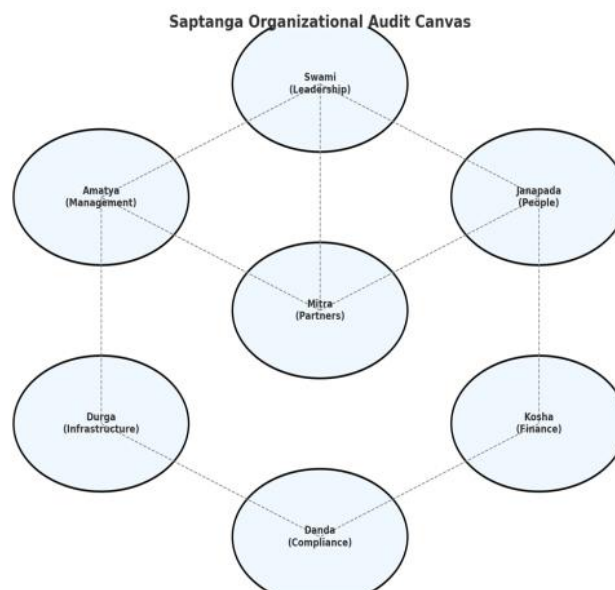 Saptanga Organizational Audit Canvas
Swami
(Leadership)
Amatya
(Management)
Janapada
(People)
Mitra
(Partners)
Durga
(Infrastructure)
Kosha
(Finance)
Danda
(Compliance)